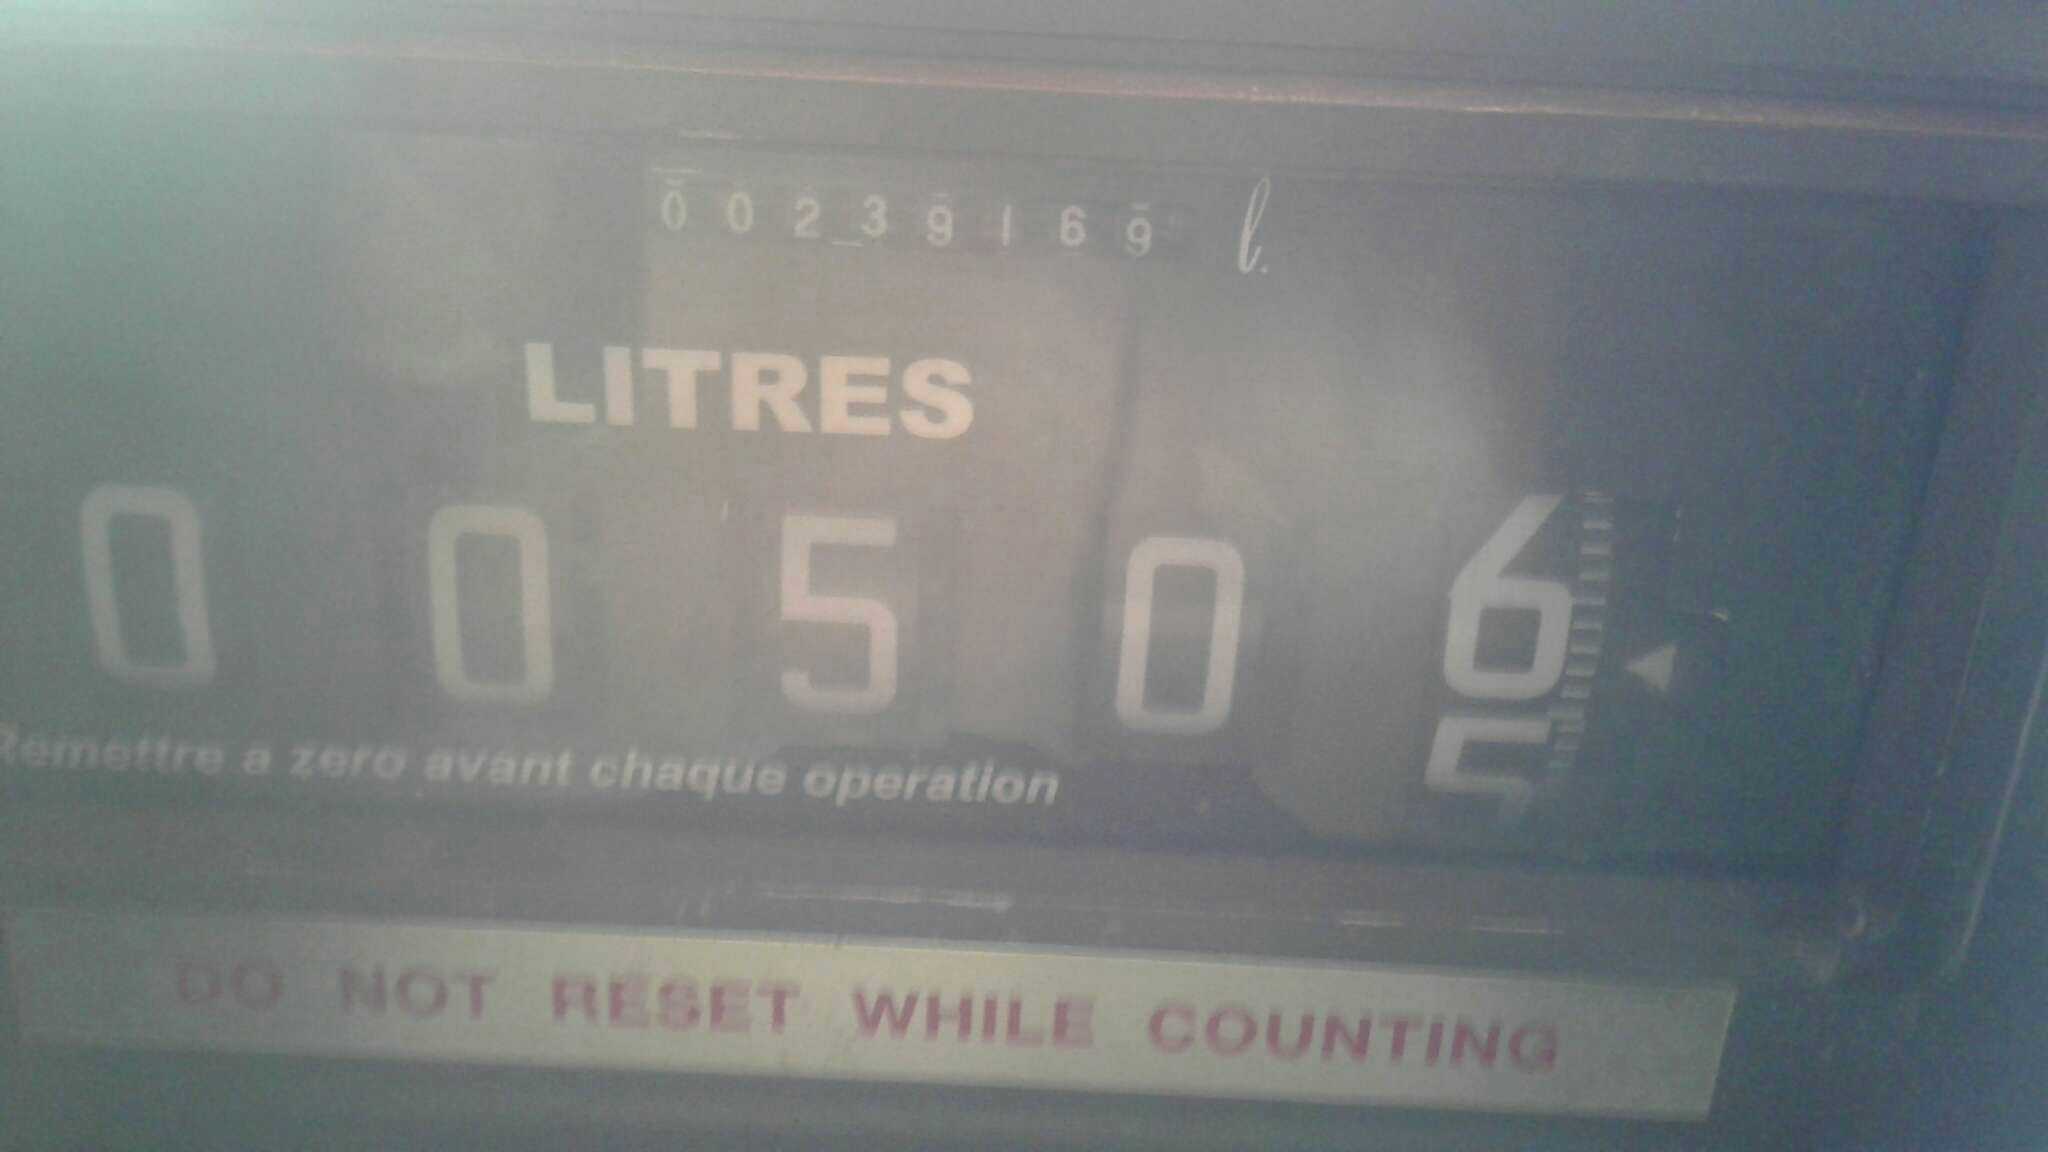 0 0 2 3 9 1 6 9 l.
LITRES
0 0 5 0 6
5
Remettre a zero avant chaque operation
DO NOT RESET WHILE COUNTING